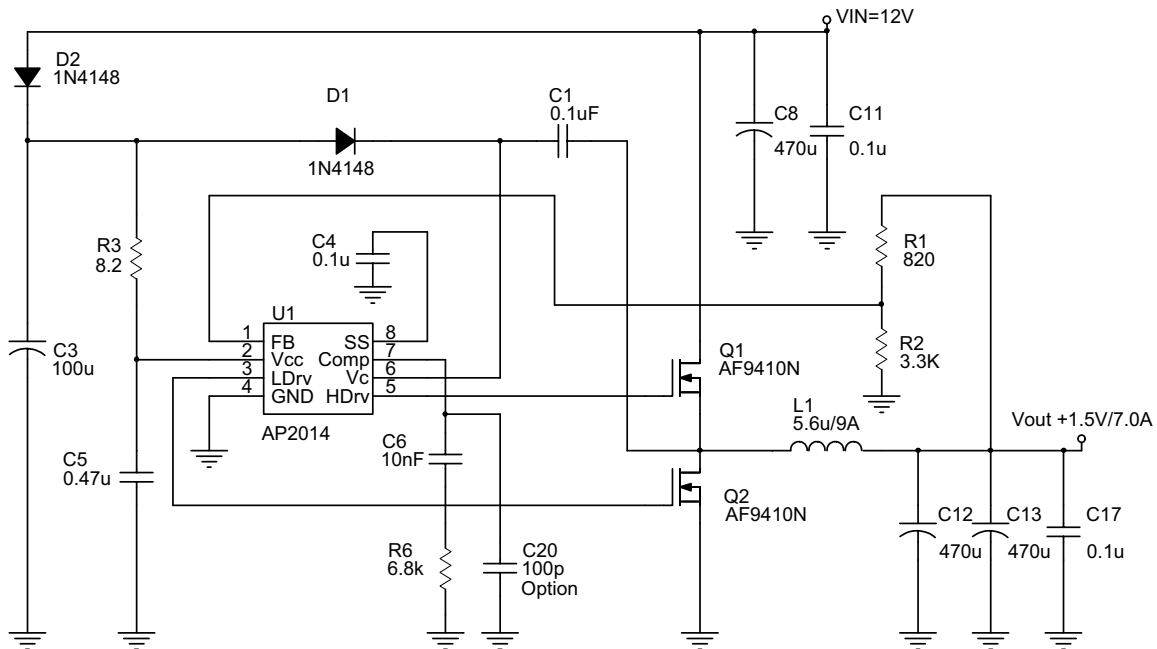 VIN=12V
D2
1N4148
D1
1N4148
C1
0.1uF
C8
470u
C11
0.1u
R3
8.2
C4
0.1u
R1
820
U1
1 FB SS 8
2 Vcc Comp 7
3 LDrv Vc 6
4 GND HDrv 5
AP2014
C3
100u
Q1
AF9410N
R2
3.3K
L1
5.6u/9A
Vout +1.5V/7.0A
C5
0.47u
C6
10nF
Q2
AF9410N
R6
6.8k
C20
100p
Option
C12
470u
C13
470u
C17
0.1u